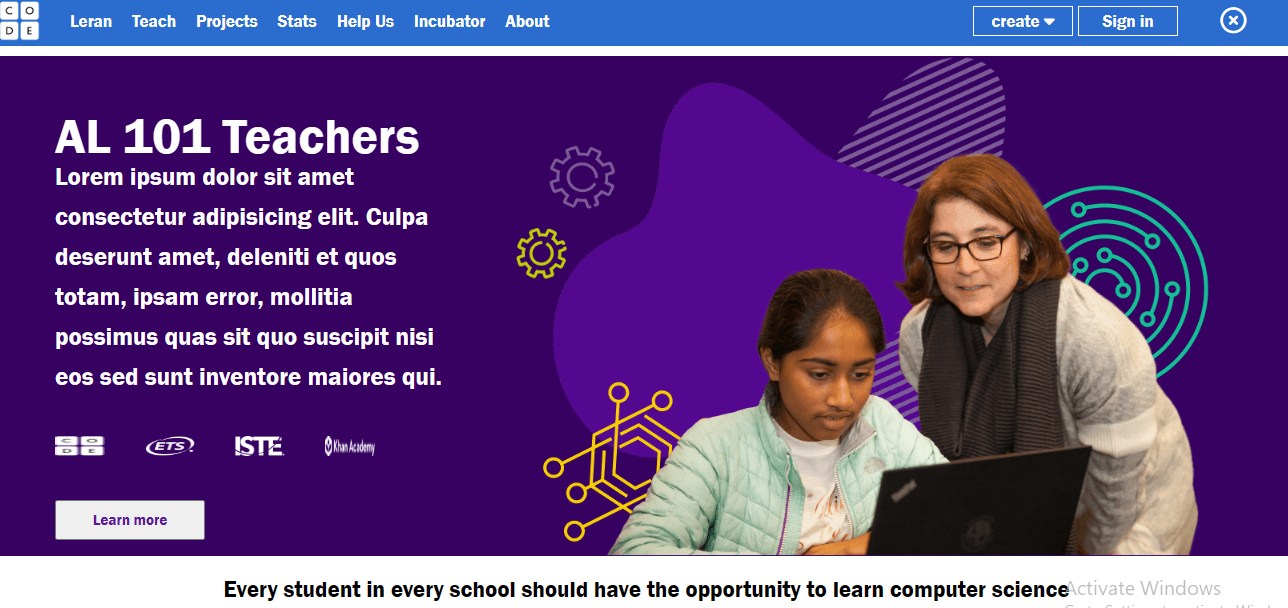 C O D E
Leran Teach Projects Stats Help Us Incubator About create Sign in
AL 101 Teachers
Lorem ipsum dolor sit amet
consectetur adipisicing elit. Culpa
deserunt amet, deleniti et quos
totam, ipsam error, mollitia
possimus quas sit quo suscipit nisi
eos sed sunt inventore maiores qui.
C O D E ETS ISTE Khan Academy
Learn more
Every student in every school should have the opportunity to learn computer science
Activate Windows